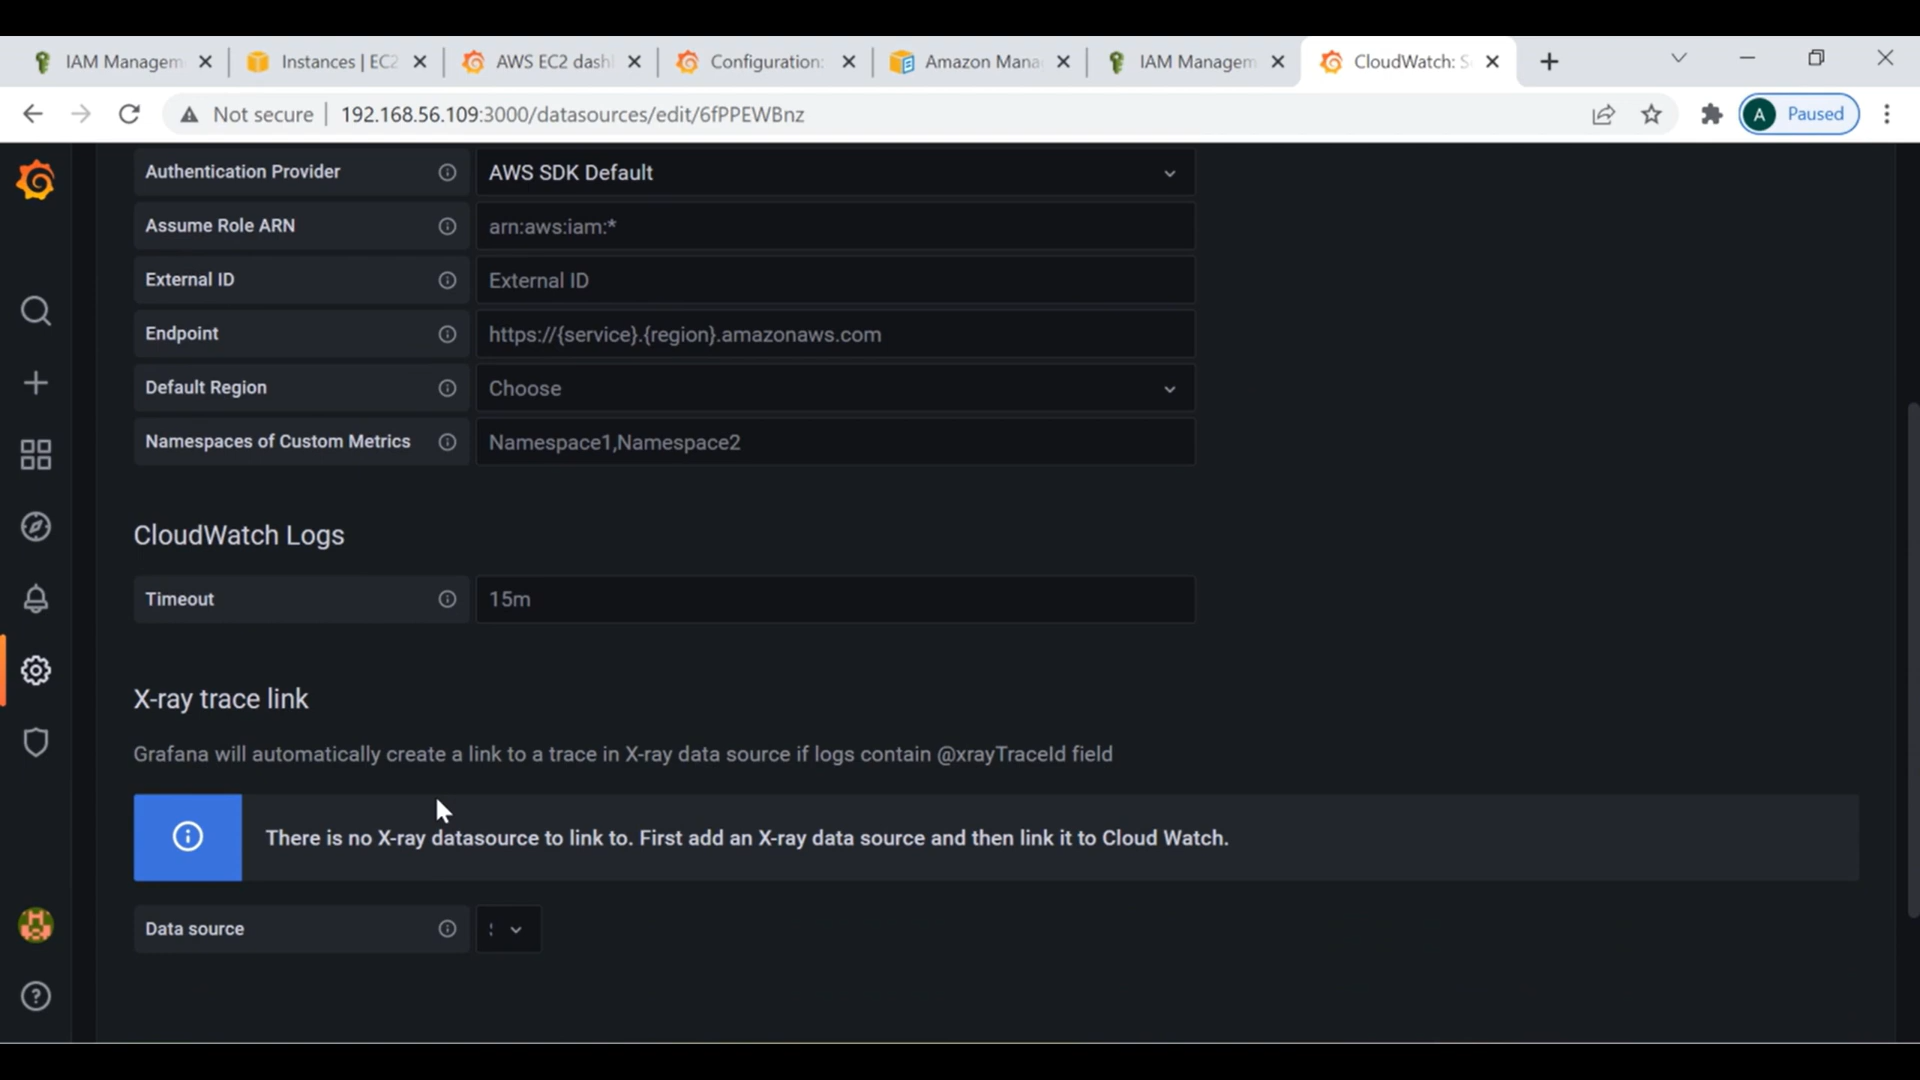 IAM Managem
Instances | EC2
AWS EC2 dash
Configuration:
Amazon Mana
IAM Managem
CloudWatch: S
Not secure
192.168.56.109:3000/datasources/edit/6fPPEWBnz
A
Paused
Authentication Provider
AWS SDK Default
Assume Role ARN
arn:aws:iam:*
External ID
External ID
Endpoint
https://{service}.{region}.amazonaws.com
Default Region
Choose
Namespaces of Custom Metrics
Namespace1,Namespace2
CloudWatch Logs
Timeout
15m
X-ray trace link
Grafana will automatically create a link to a trace in X-ray data source if logs contain @xrayTraceId field
There is no X-ray datasource to link to. First add an X-ray data source and then link it to Cloud Watch.
Data source